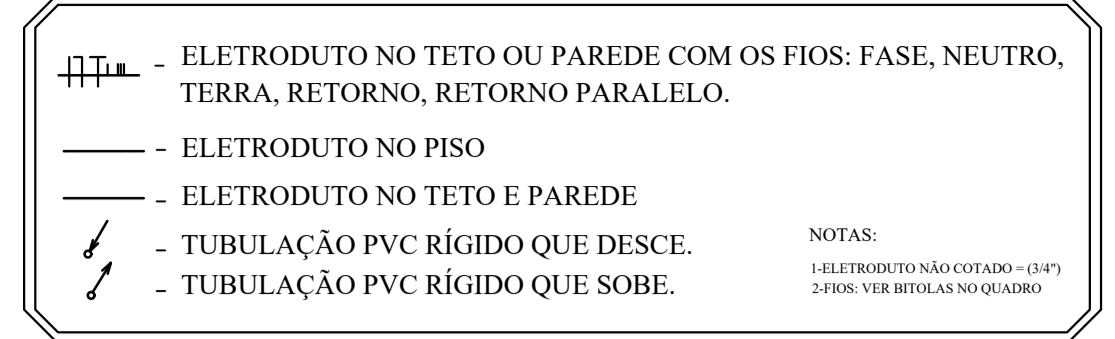 - ELETRODUTO NO TETO OU PAREDE COM OS FIOS: FASE, NEUTRO,
TERRA, RETORNO, RETORNO PARALELO.
- ELETRODUTO NO PISO
- ELETRODUTO NO TETO E PAREDE
- TUBULAÇÃO PVC RÍGIDO QUE DESCE.
- TUBULAÇÃO PVC RÍGIDO QUE SOBE.
NOTAS:
1-ELETRODUTO NÃO COTADO = (3/4")
2-FIOS: VER BITOLAS NO QUADRO